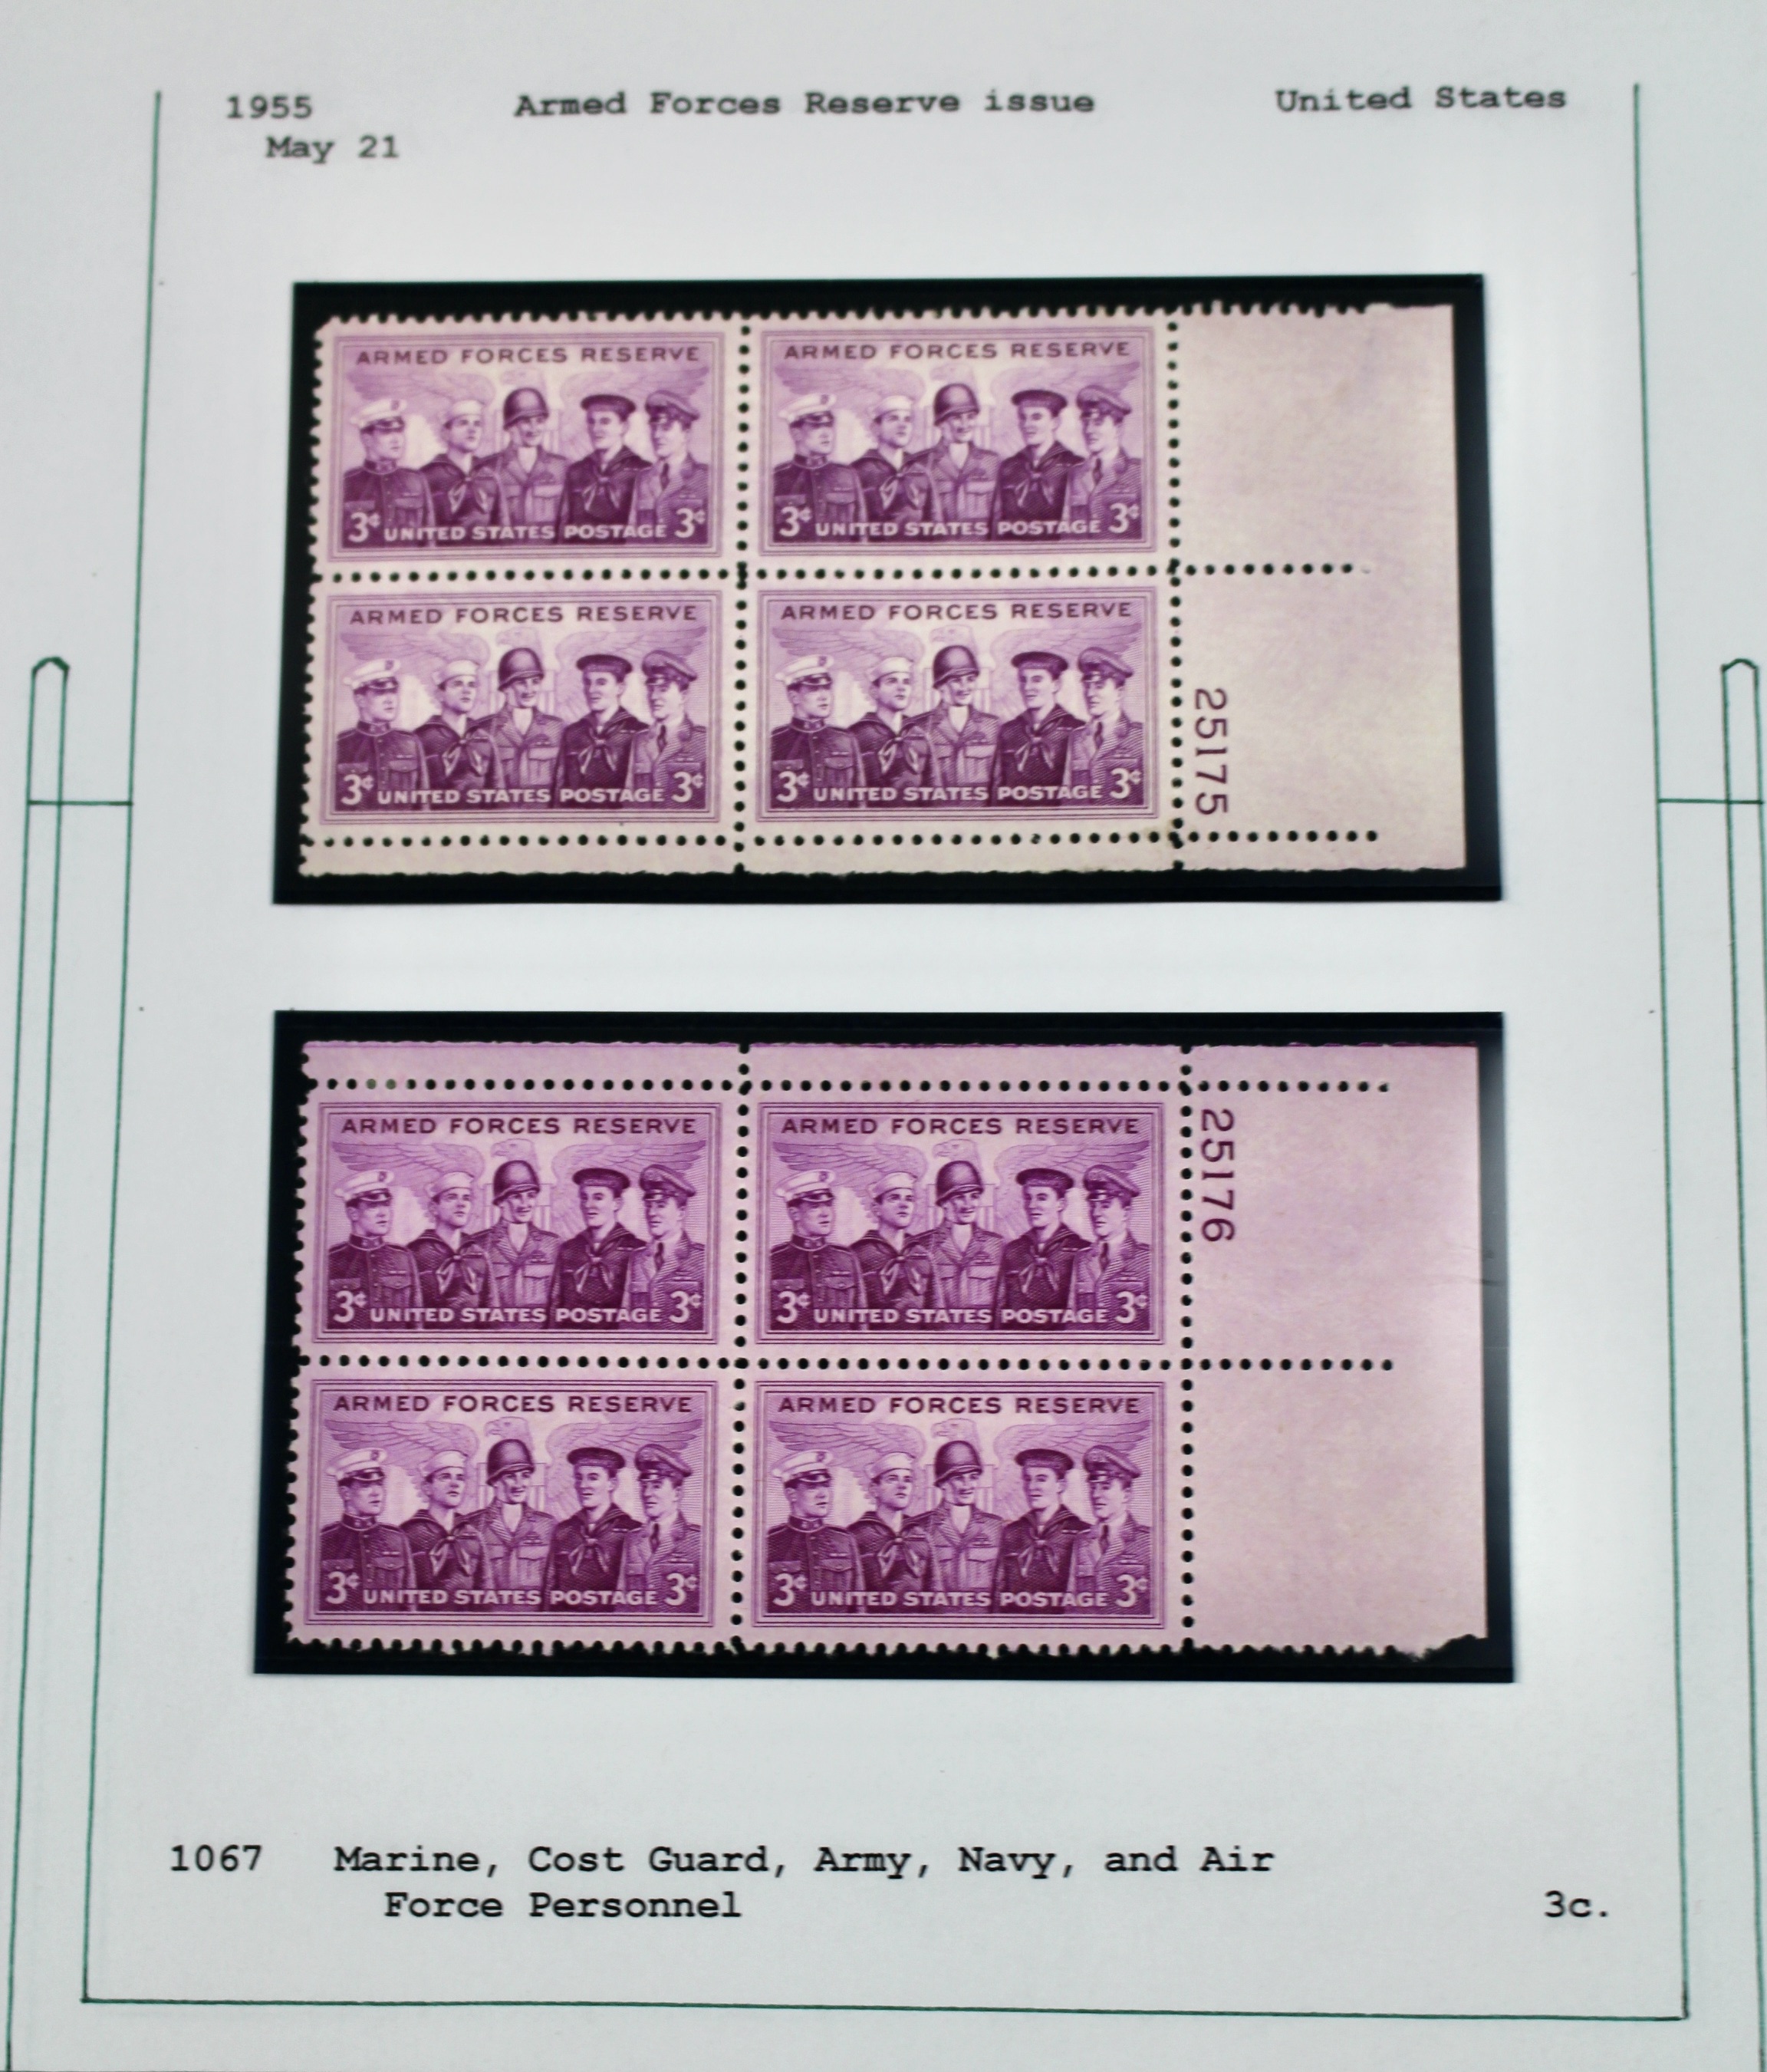 1955 Armed Forces Reserve issue United States
May 21
ARMED FORCES RESERVE ARMED FORCES RESERVE
3¢ UNITED STATES POSTAGE 3¢ 3¢ UNITED STATES POSTAGE 3¢
ARMED FORCES RESERVE ARMED FORCES RESERVE
3¢ UNITED STATES POSTAGE 3¢ 3¢ UNITED STATES POSTAGE 3¢
25175
25176
ARMED FORCES RESERVE ARMED FORCES RESERVE
3¢ UNITED STATES POSTAGE 3¢ 3¢ UNITED STATES POSTAGE 3¢
ARMED FORCES RESERVE ARMED FORCES RESERVE
3¢ UNITED STATES POSTAGE 3¢ 3¢ UNITED STATES POSTAGE 3¢
1067 Marine, Cost Guard, Army, Navy, and Air
Force Personnel 3c.